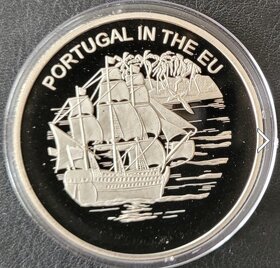 PORTUGAL IN THE EU